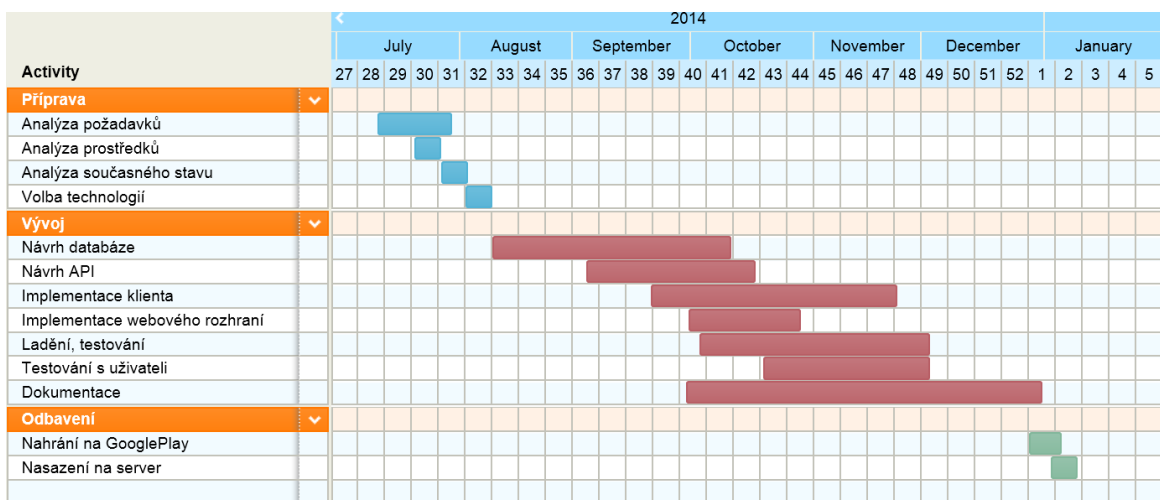 2014
July August September October November December January
Activity 27 28 29 30 31 32 33 34 35 36 37 38 39 40 41 42 43 44 45 46 47 48 49 50 51 52 1 2 3 4 5
Příprava
Analýza požadavků
Analýza prostředků
Analýza současného stavu
Volba technologií
Vývoj
Návrh databáze
Návrh API
Implementace klienta
Implementace webového rozhraní
Ladění, testování
Testování s uživateli
Dokumentace
Odbavení
Nahrání na GooglePlay
Nasazení na server